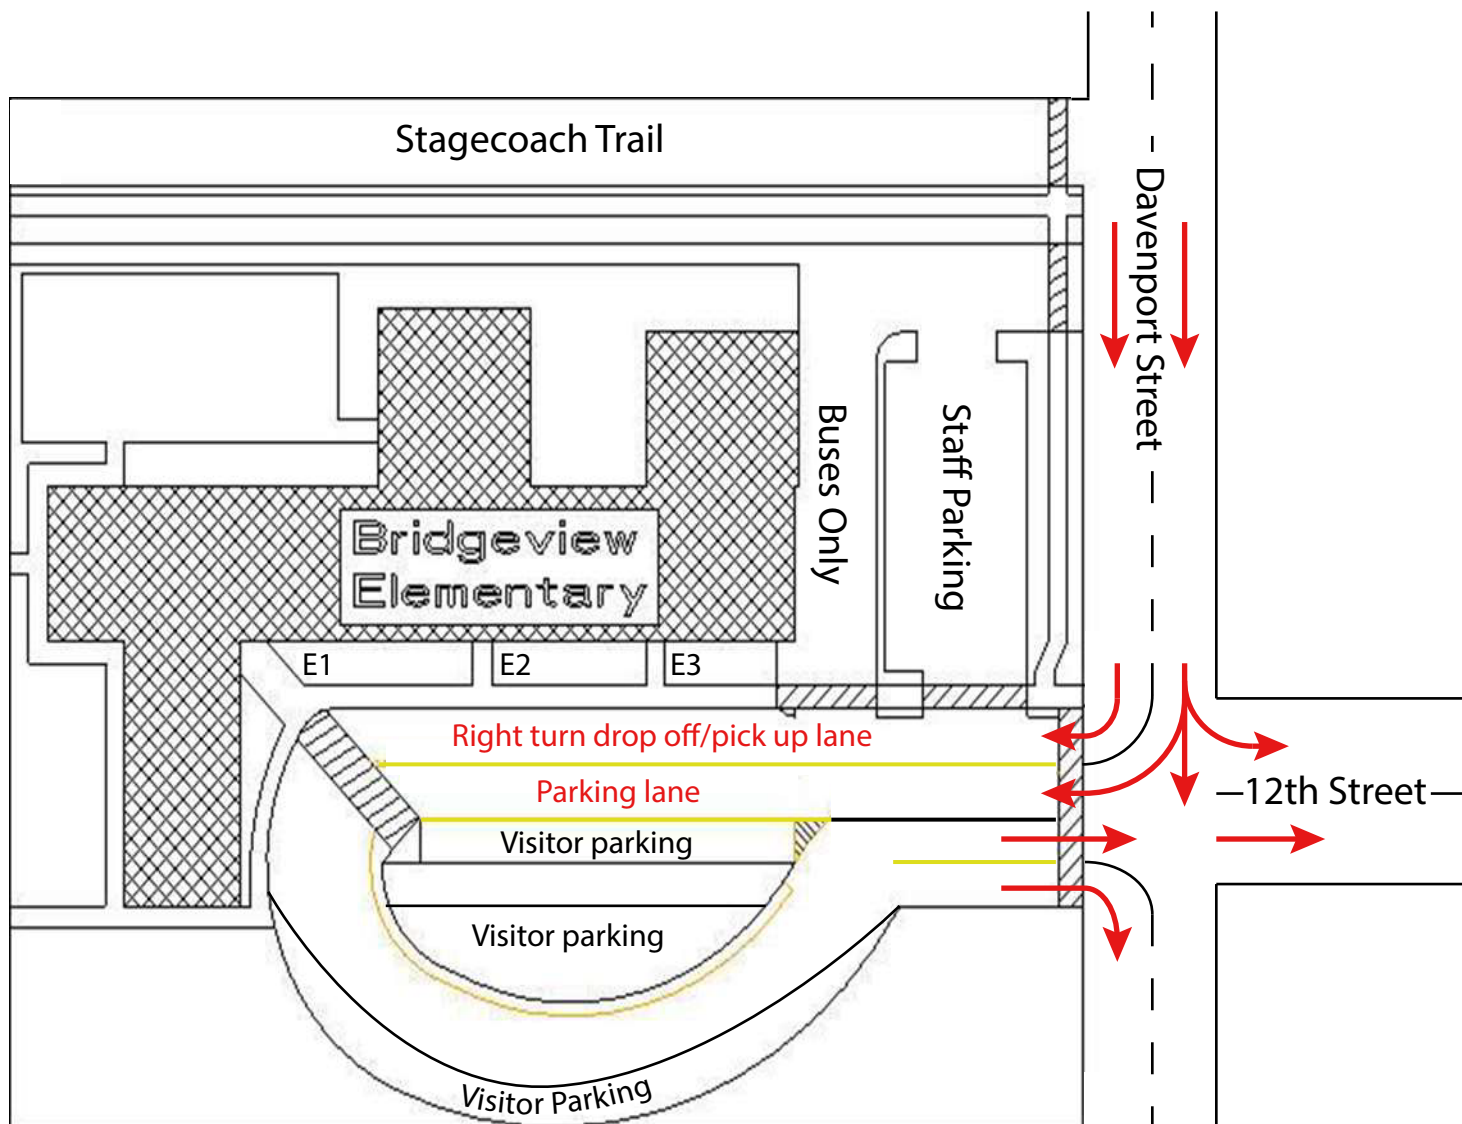 Stagecoach Trail
Davenport Street
Buses Only
Staff Parking
Bridgeview
Elementary
E1
E2
E3
Right turn drop off/pick up lane
Parking lane
12th Street
Visitor parking
Visitor parking
Visitor Parking